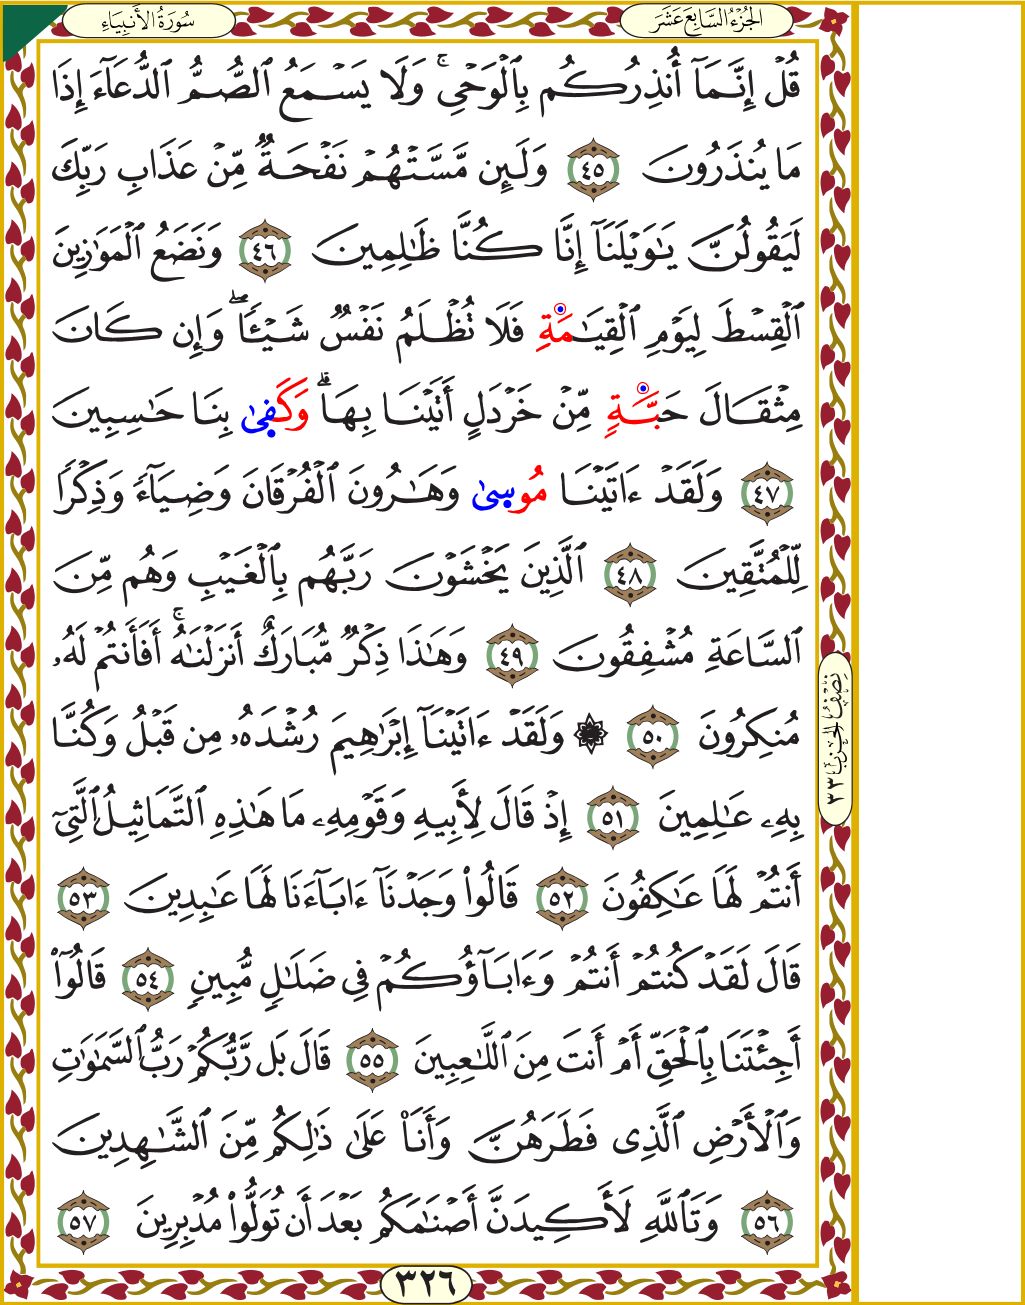 سُورَةُ الأَنبِيَاءِ
الجُزءُ السَّابِعَ عَشَرَ
قُلْ إِنَّمَآ أُنذِرُكُم بِٱلْوَحْىِ ۚ وَلَا يَسْمَعُ ٱلصُّمُّ ٱلدُّعَآءَ إِذَا
مَا يُنذَرُونَ ٤٥ وَلَئِن مَّسَّتْهُمْ نَفْحَةٌ مِّنْ عَذَابِ رَبِّكَ
لَيَقُولُنَّ يَـٰوَيْلَنَآ إِنَّا كُنَّا ظَـٰلِمِينَ ٤٦ وَنَضَعُ ٱلْمَوَٰزِينَ
ٱلْقِسْطَ لِيَوْمِ ٱلْقِيَـٰمَةِ فَلَا تُظْلَمُ نَفْسٌ شَيْـًٔا ۖ وَإِن كَانَ
مِثْقَالَ حَبَّةٍ مِّنْ خَرْدَلٍ أَتَيْنَا بِهَا ۗ وَكَفِىٰ بِنَا حَـٰسِبِينَ
٤٧ وَلَقَدْ ءَاتَيْنَا مُوسِىٰ وَهَـٰرُونَ ٱلْفُرْقَانَ وَضِيَآءً وَذِكْرًا
لِّلْمُتَّقِينَ ٤٨ ٱلَّذِينَ يَخْشَوْنَ رَبَّهُم بِٱلْغَيْبِ وَهُم مِّنَ
ٱلسَّاعَةِ مُشْفِقُونَ ٤٩ وَهَـٰذَا ذِكْرٌ مُّبَارَكٌ أَنزَلْنَـٰهُ ۚ أَفَأَنتُمْ لَهُۥ
مُنكِرُونَ ٥٠ ۞ وَلَقَدْ ءَاتَيْنَآ إِبْرَٰهِيمَ رُشْدَهُۥ مِن قَبْلُ وَكُنَّا
بِهِۦ عَـٰلِمِينَ ٥١ إِذْ قَالَ لِأَبِيهِ وَقَوْمِهِۦ مَا هَـٰذِهِ ٱلتَّمَاثِيلُ ٱلَّتِىٓ
أَنتُمْ لَهَا عَـٰكِفُونَ ٥٢ قَالُوا۟ وَجَدْنَآ ءَابَآءَنَا لَهَا عَـٰبِدِينَ ٥٣
قَالَ لَقَدْ كُنتُمْ أَنتُمْ وَءَابَآؤُكُمْ فِى ضَلَـٰلٍ مُّبِينٍ ٥٤ قَالُوٓا۟
أَجِئْتَنَا بِٱلْحَقِّ أَمْ أَنتَ مِنَ ٱللَّـٰعِبِينَ ٥٥ قَالَ بَل رَّبُّكُمْ رَبُّ ٱلسَّمَـٰوَٰتِ
وَٱلْأَرْضِ ٱلَّذِى فَطَرَهُنَّ وَأَنَا۠ عَلَىٰ ذَٰلِكُم مِّنَ ٱلشَّـٰهِدِينَ
٥٦ وَتَٱللَّهِ لَأَكِيدَنَّ أَصْنَـٰمَكُم بَعْدَ أَن تُوَلُّوا۟ مُدْبِرِينَ ٥٧
نِصْفُ الحِزْبِ ٣٣
٣٢٦